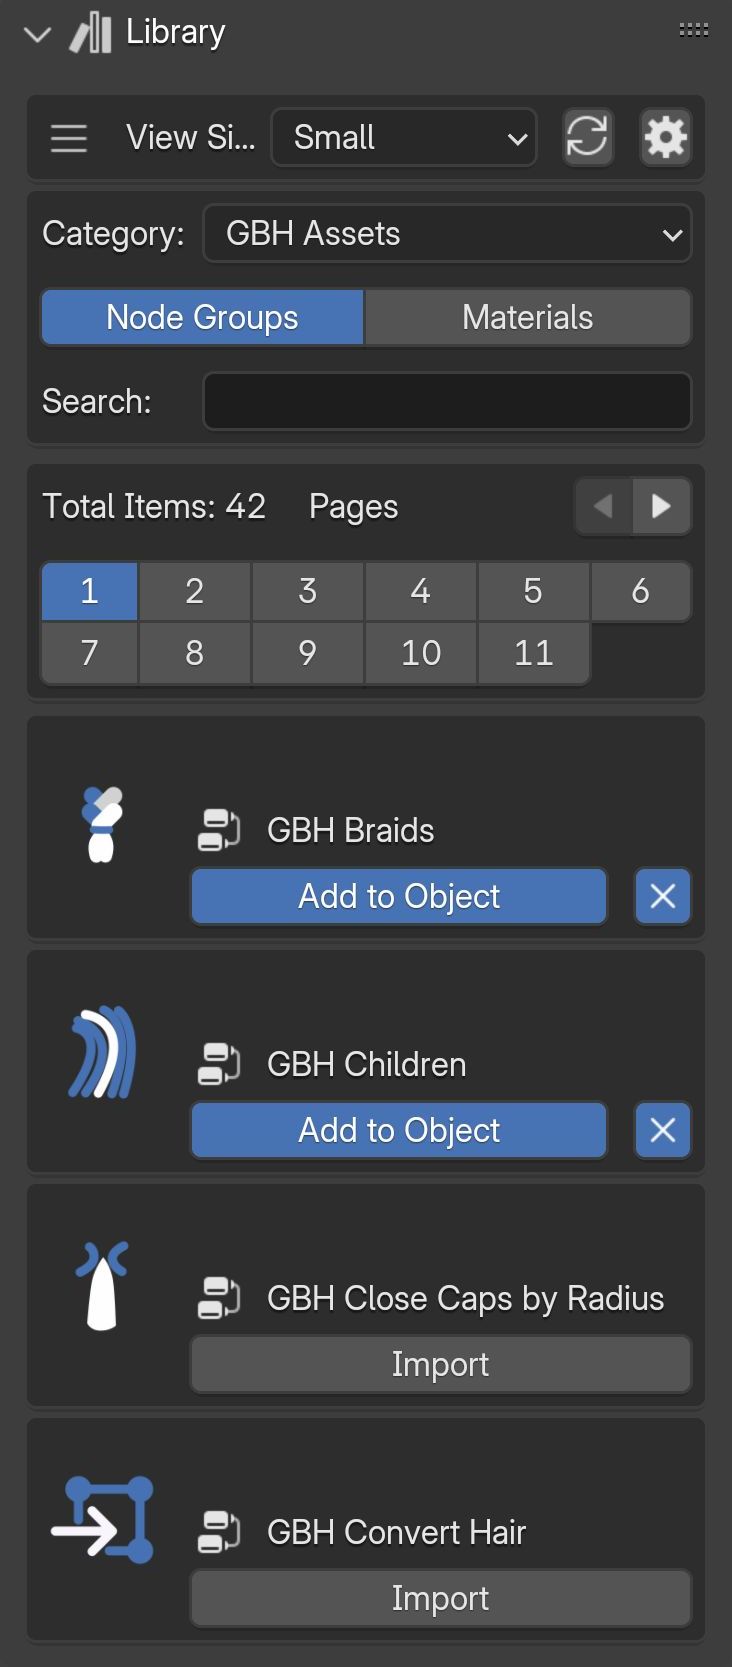 Library
View Si... Small
Category: GBH Assets
Node Groups Materials
Search:
Total Items: 42 Pages
1 2 3 4 5 6
7 8 9 10 11
GBH Braids
Add to Object
GBH Children
Add to Object
GBH Close Caps by Radius
Import
GBH Convert Hair
Import